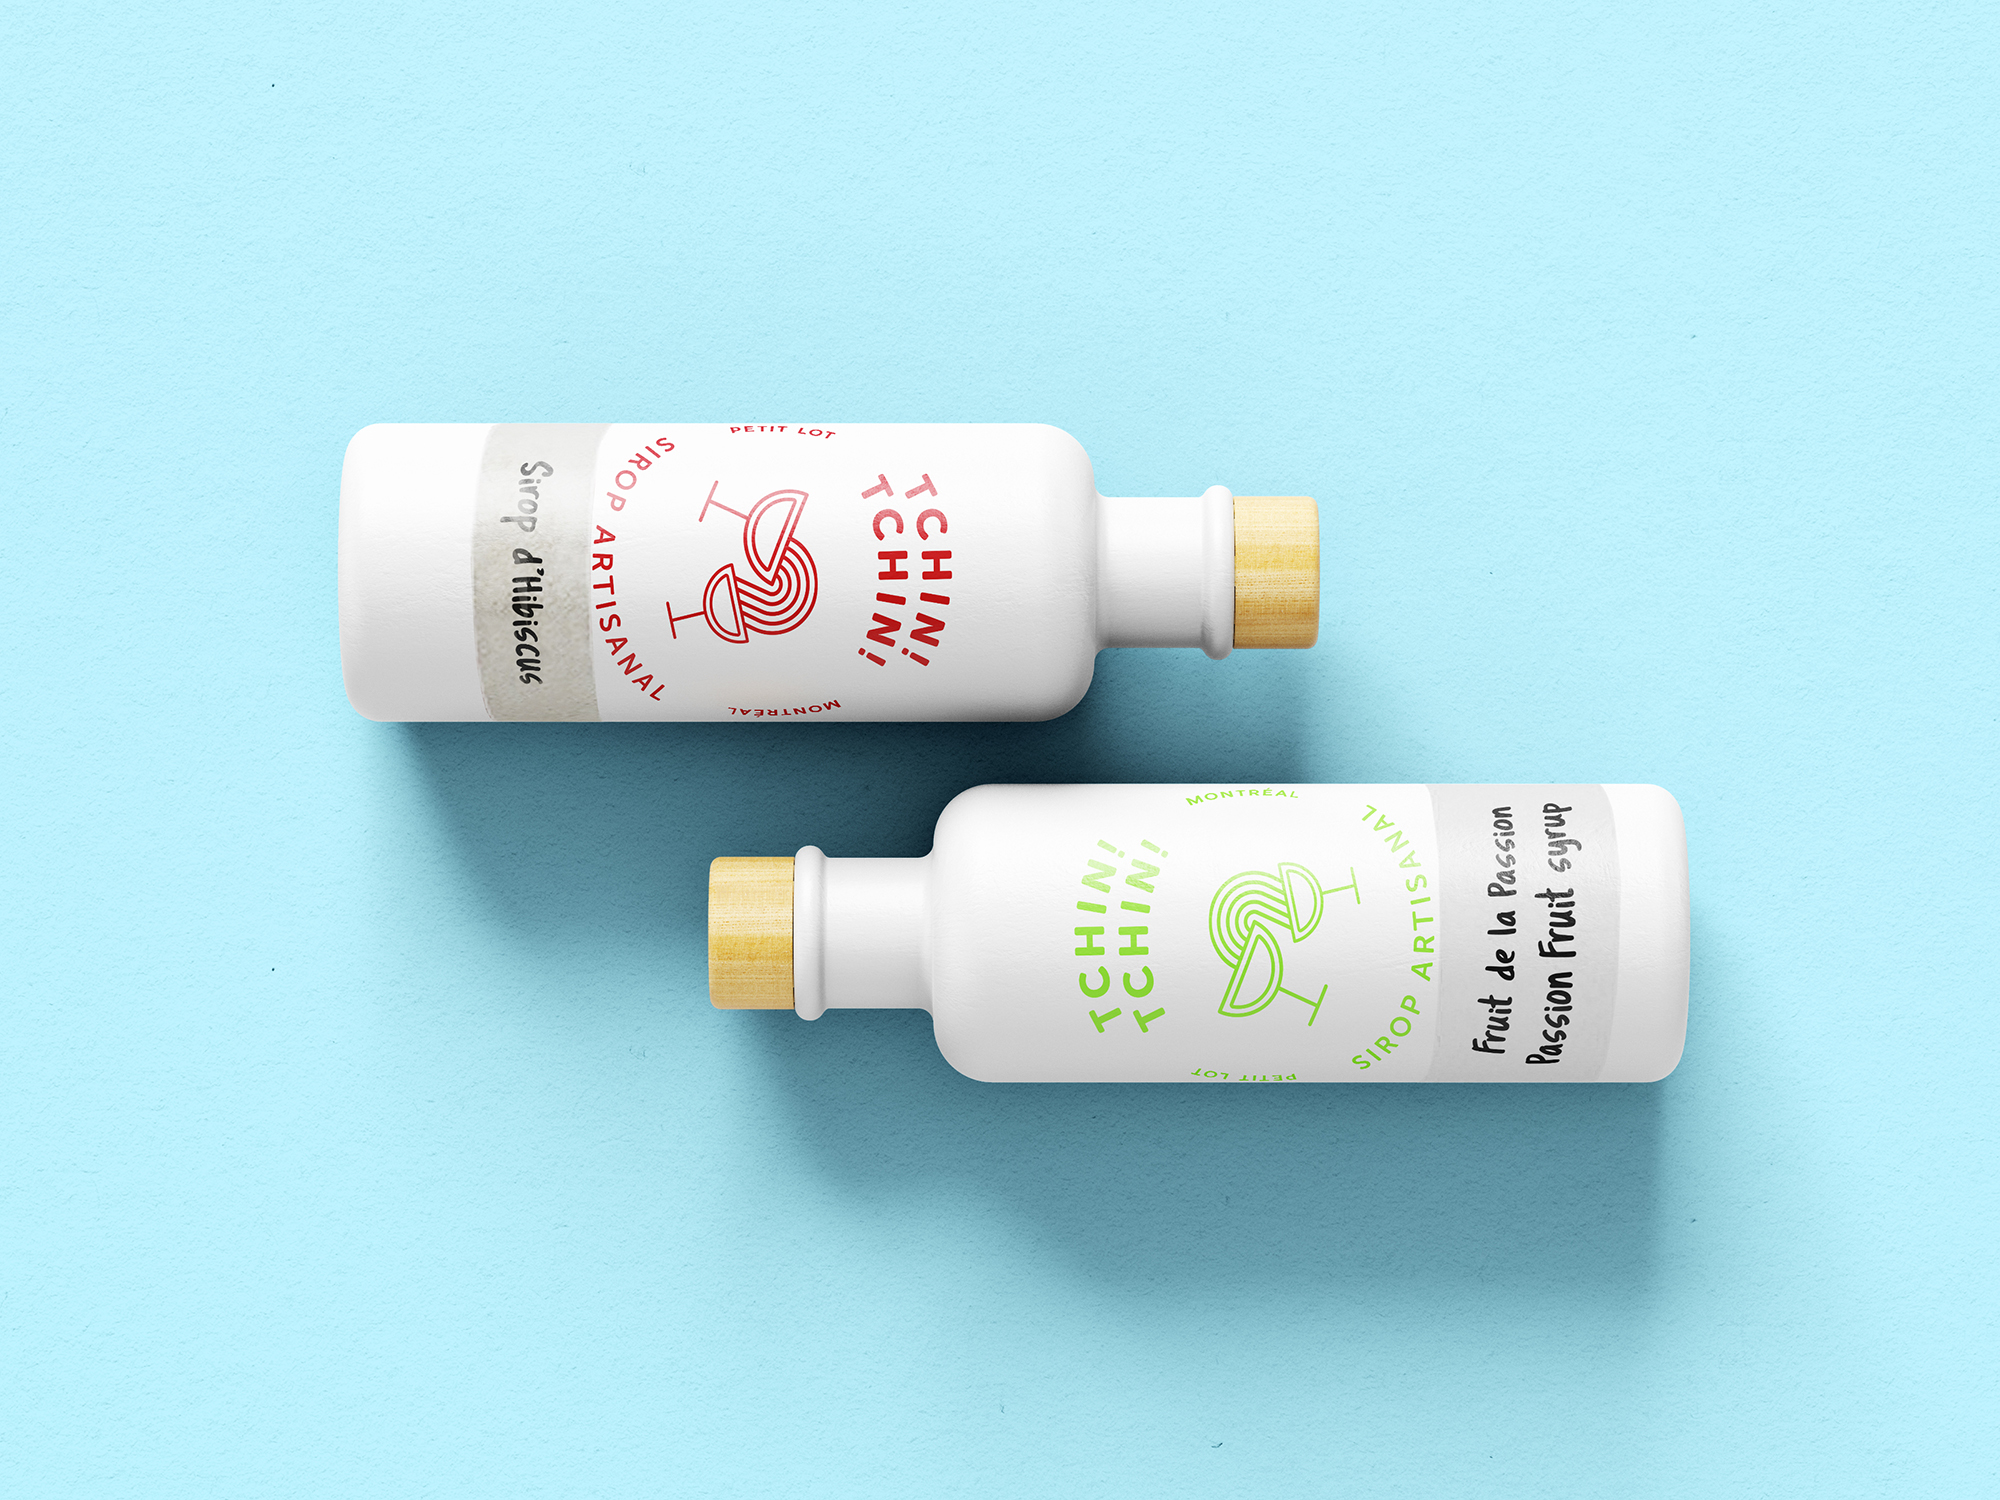 PETIT LOT
TCHIN!
TCHIN!
MONTRÉAL
SIROP ARTISANAL
Sirop d'Hibiscus
MONTRÉAL
TCHIN!
TCHIN!
PETIT LOT
SIROP ARTISANAL
Fruit de la Passion
Passion Fruit syrup